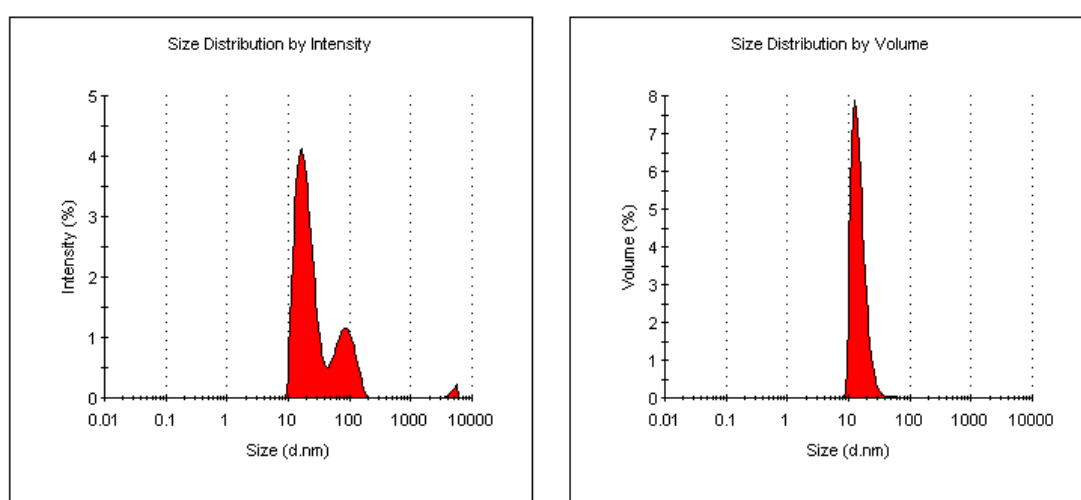 Size Distribution by Intensity
5
4
3
2
1
0
Intensity (%)
0.01 0.1 1 10 100 1000 10000
Size (d.nm)
Size Distribution by Volume
8
7
6
5
4
3
2
1
0
Volume (%)
0.01 0.1 1 10 100 1000 10000
Size (d.nm)